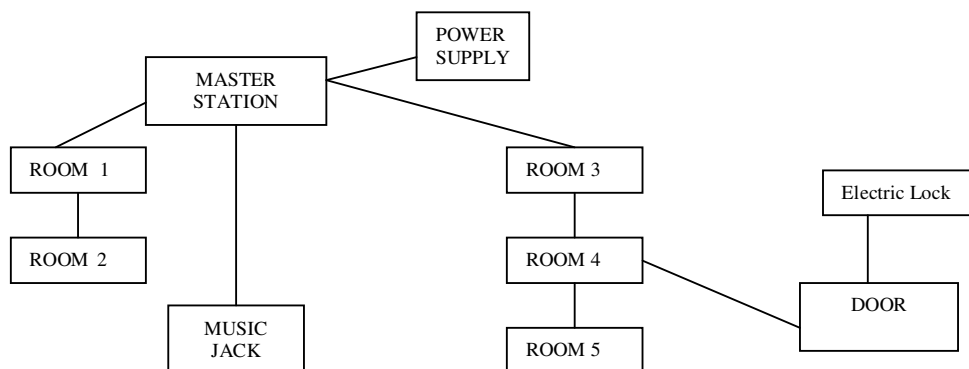 POWER
SUPPLY
MASTER
STATION
ROOM 1
ROOM 3
Electric Lock
ROOM 2
ROOM 4
DOOR
MUSIC
JACK
ROOM 5